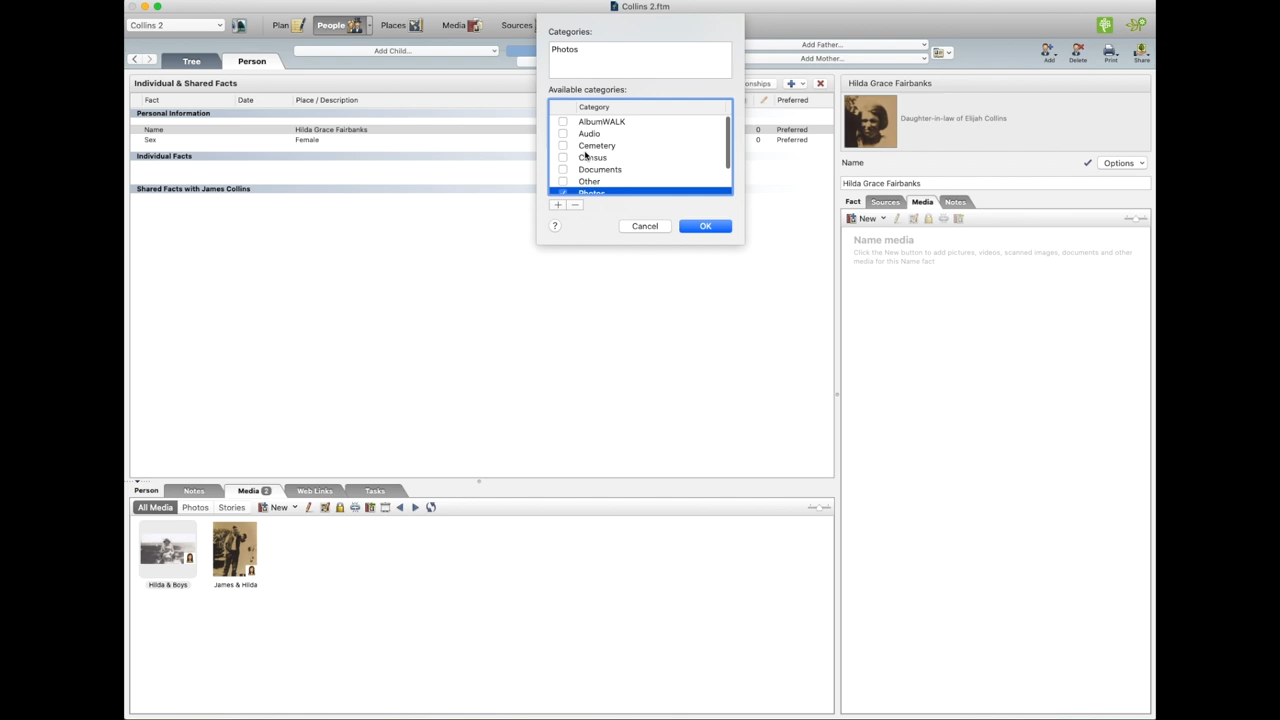 Collins 2.ftm
Collins 2
Plan
People
Places
Media
Sources
Categories:
Photos
Available categories:
Category
AlbumWALK
Audio
Cemetery
Census
Documents
Other
Photos
+ −
? Cancel OK
Tree
Person
Add Child...
Add Father...
Add Mother...
Add
Delete
Print
Share
Individual & Shared Facts
Fact Date Place / Description
Preferred
Personal Information
Name Hilda Grace Fairbanks 0 Preferred
Sex Female 0 Preferred
Individual Facts
Shared Facts with James Collins
Hilda Grace Fairbanks
Daughter-in-law of Elijah Collins
Name
Options
Hilda Grace Fairbanks
Fact Sources Media Notes
New
Name media
Click the New button to add pictures, videos, scanned images, documents and other
media for this Name fact
Person Notes Media 2 Web Links Tasks
All Media Photos Stories New
Hilda & Boys
James & Hilda